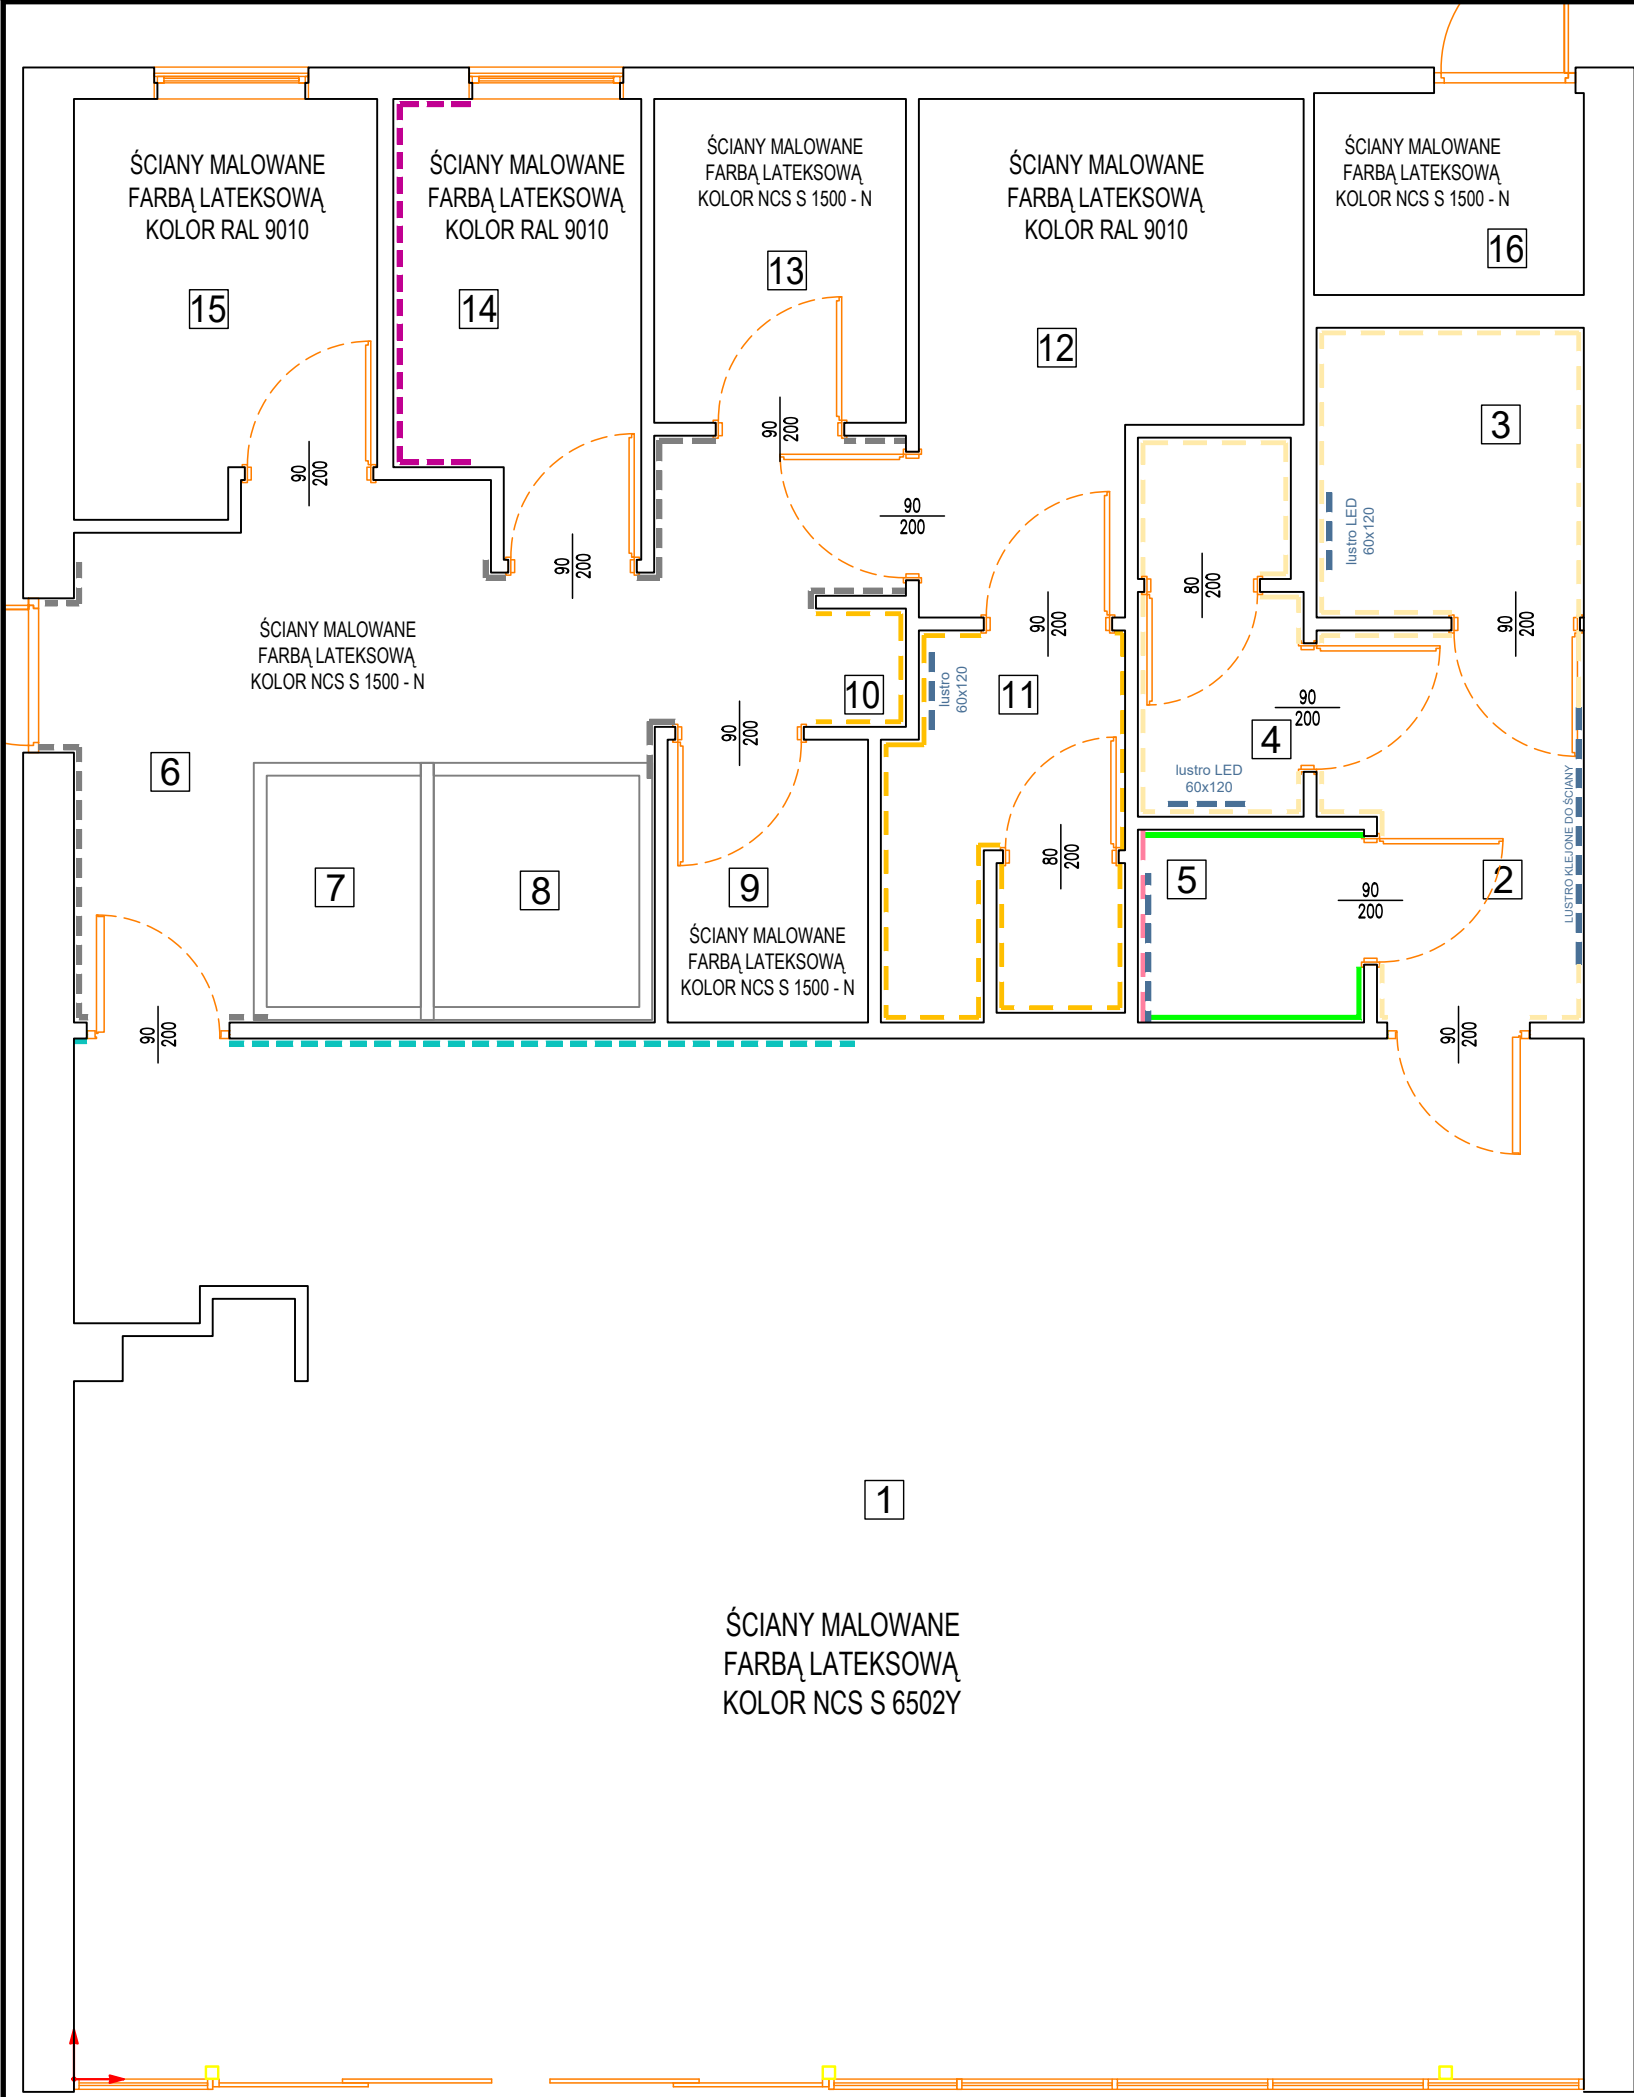 ŚCIANY MALOWANE
FARBĄ LATEKSOWĄ
KOLOR RAL 9010
15
ŚCIANY MALOWANE
FARBĄ LATEKSOWĄ
KOLOR RAL 9010
14
ŚCIANY MALOWANE
FARBĄ LATEKSOWĄ
KOLOR NCS S 1500 - N
13
ŚCIANY MALOWANE
FARBĄ LATEKSOWĄ
KOLOR RAL 9010
12
ŚCIANY MALOWANE
FARBĄ LATEKSOWĄ
KOLOR NCS S 1500 - N
16
3
lustro LED
60x120
90
200
90
200
90
200
90
200
80
200
90
200
90
200
ŚCIANY MALOWANE
FARBĄ LATEKSOWĄ
KOLOR NCS S 1500 - N
10
lustro
60x120
11
90
200
4
lustro LED
60x120
6
90
200
LUSTRO KLEJONE DO ŚCIANY
7
8
9
80
200
5
90
200
2
ŚCIANY MALOWANE
FARBĄ LATEKSOWĄ
KOLOR NCS S 1500 - N
90
200
90
200
1
ŚCIANY MALOWANE
FARBĄ LATEKSOWĄ
KOLOR NCS S 6502Y